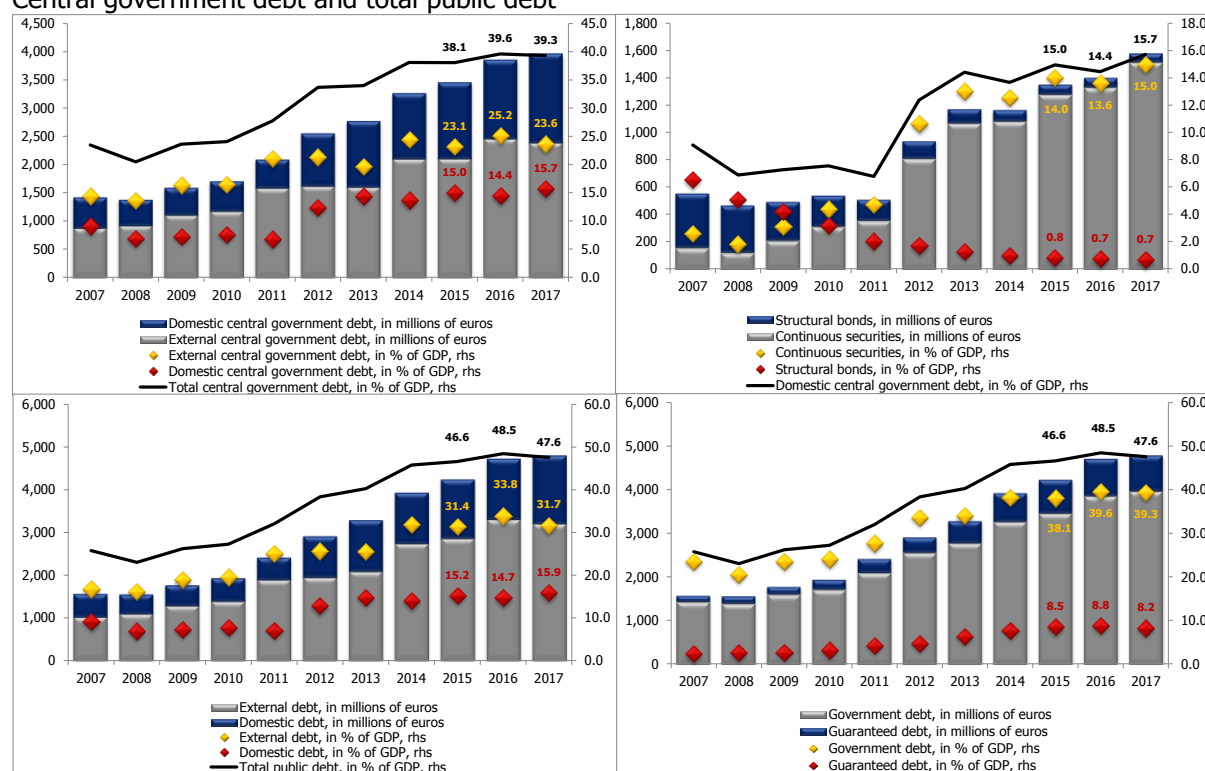 Central government debt and total public debt
4,500
4,000
3,500
3,000
2,500
2,000
1,500
1,000
500
0
45.0
40.0
35.0
30.0
25.0
20.0
15.0
10.0
5.0
0.0
38.1 39.6 39.3
23.1 25.2 23.6
15.0 14.4 15.7
2007 2008 2009 2010 2011 2012 2013 2014 2015 2016 2017
Domestic central government debt, in millions of euros
External central government debt, in millions of euros
External central government debt, in % of GDP, rhs
Domestic central government debt, in % of GDP, rhs
Total central government debt, in % of GDP, rhs
1,800
1,600
1,400
1,200
1,000
800
600
400
200
0
18.0
16.0
14.0
12.0
10.0
8.0
6.0
4.0
2.0
0.0
15.0 14.4 15.7
14.0 13.6 15.0
0.8 0.7 0.7
2007 2008 2009 2010 2011 2012 2013 2014 2015 2016 2017
Structural bonds, in millions of euros
Continuous securities, in millions of euros
Continuous securities, in % of GDP, rhs
Structural bonds, in % of GDP, rhs
Domestic central government debt, in % of GDP, rhs
6,000
5,000
4,000
3,000
2,000
1,000
0
60.0
50.0
40.0
30.0
20.0
10.0
0.0
46.6 48.5 47.6
31.4 33.8 31.7
15.2 14.7 15.9
2007 2008 2009 2010 2011 2012 2013 2014 2015 2016 2017
External debt, in millions of euros
Domestic debt, in millions of euros
External debt, in % of GDP, rhs
Domestic debt, in % of GDP, rhs
Total public debt, in % of GDP, rhs
6,000
5,000
4,000
3,000
2,000
1,000
0
60.0
50.0
40.0
30.0
20.0
10.0
0.0
46.6 48.5 47.6
38.1 39.6 39.3
8.5 8.8 8.2
2007 2008 2009 2010 2011 2012 2013 2014 2015 2016 2017
Government debt, in millions of euros
Guaranteed debt, in millions of euros
Government debt, in % of GDP, rhs
Guaranteed debt, in % of GDP, rhs